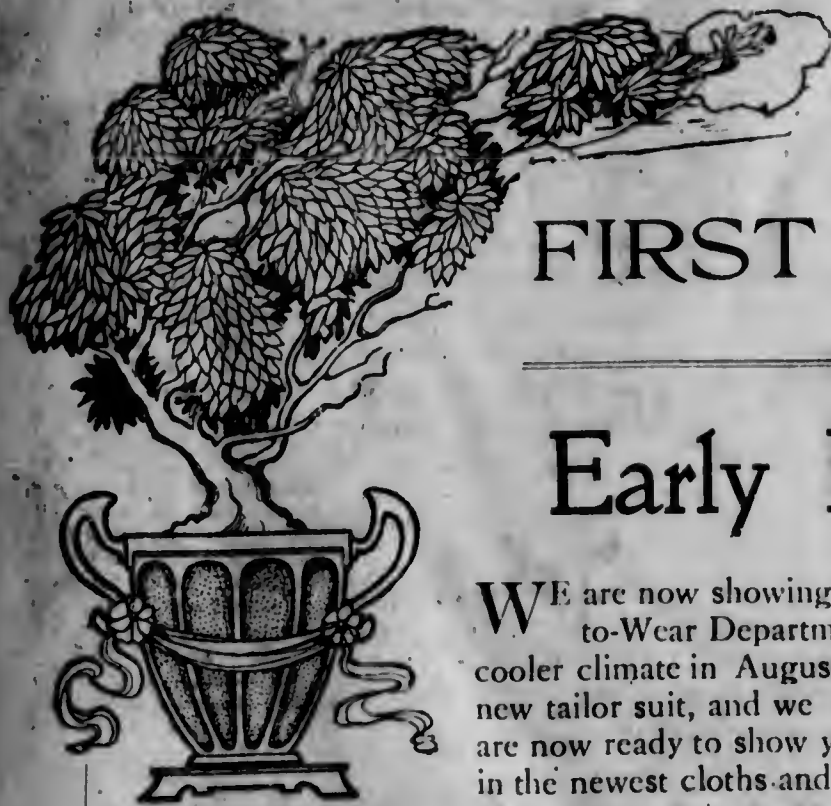 FIRST
Early
WE are now showing
to-Wear Departm
cooler climate in Augus
new tailor suit, and we
are now ready to show y
in the newest cloths and